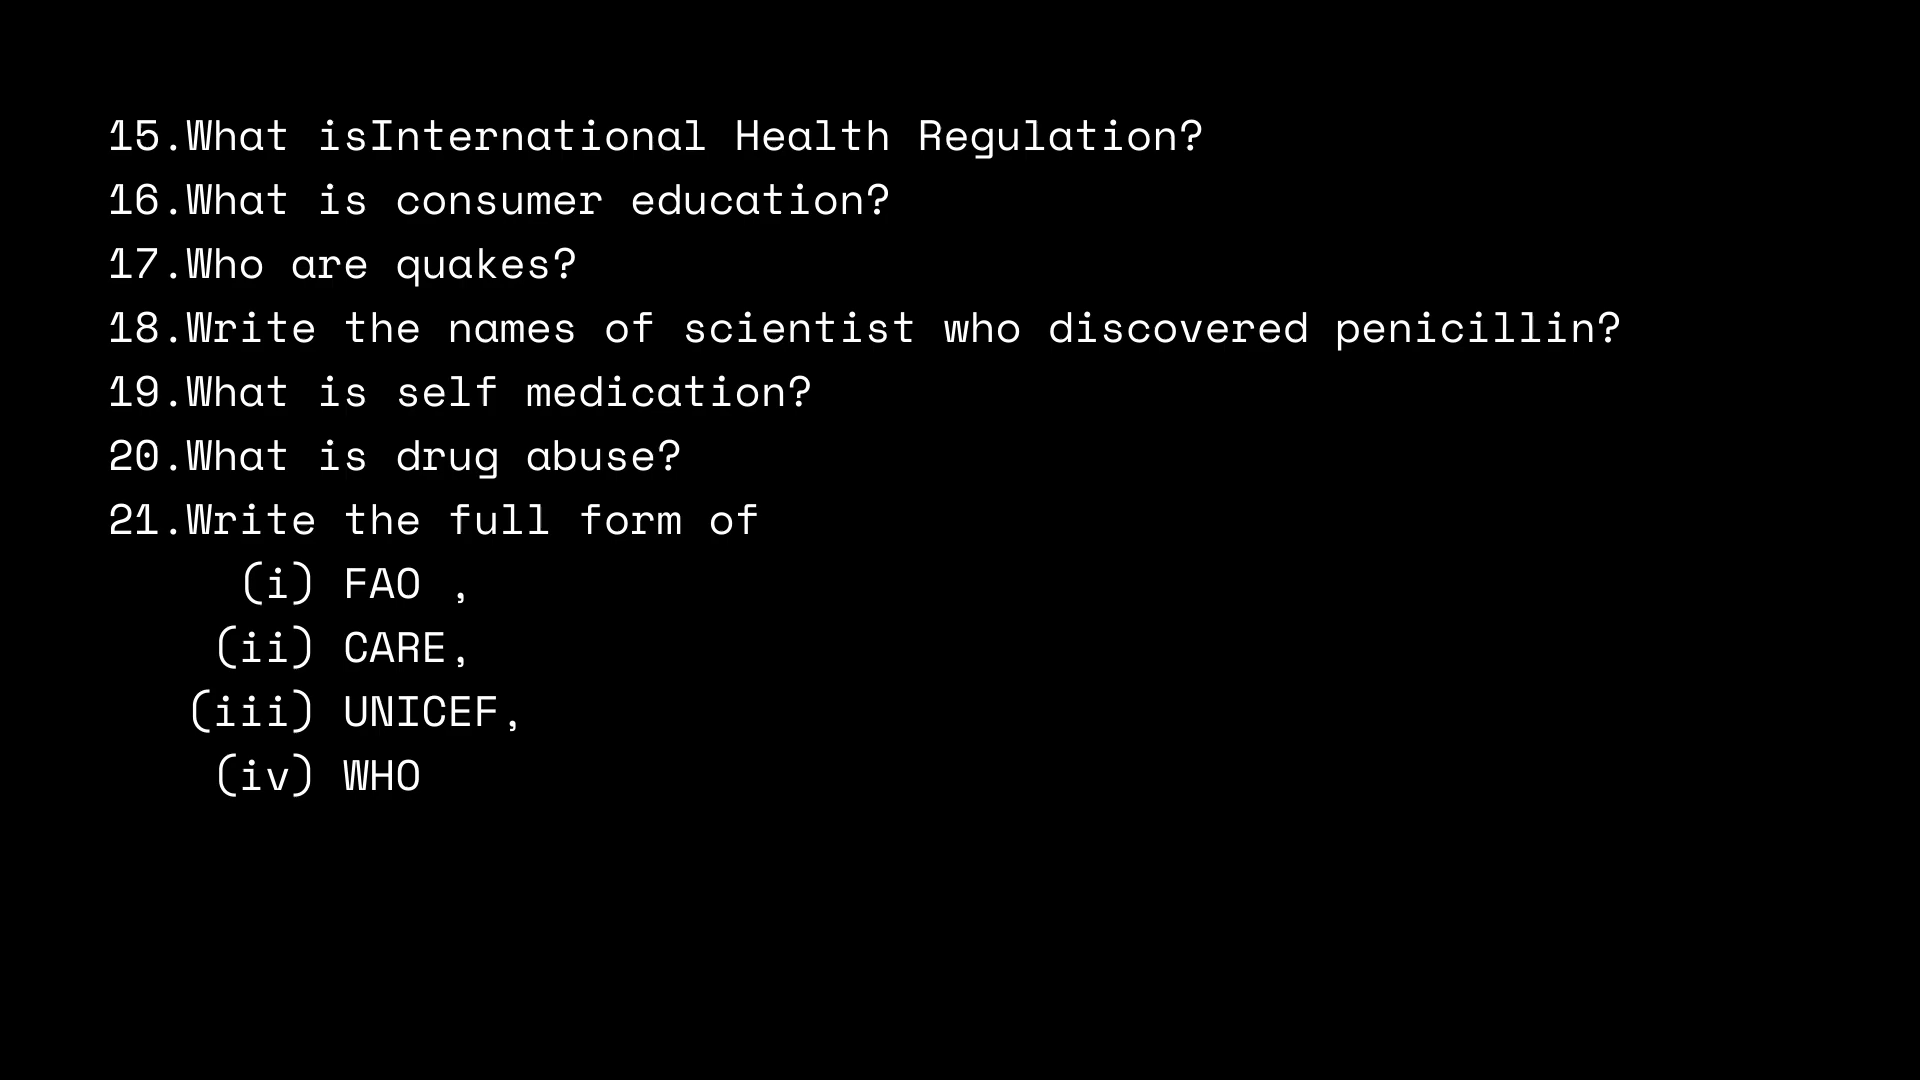 15.What isInternational Health Regulation?
16.What is consumer education?
17.Who are quakes?
18.Write the names of scientist who discovered penicillin?
19.What is self medication?
20.What is drug abuse?
21.Write the full form of
(i) FAO ,
(ii) CARE,
(iii) UNICEF,
(iv) WHO